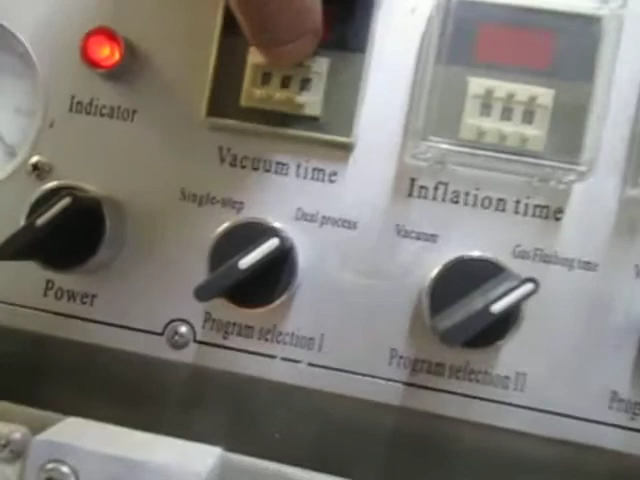 Indicator
Vacuum time
Inflation time
Single-step
Dual process
Vacuum
Gas Flushing time
Power
Program selection I
Program selection II